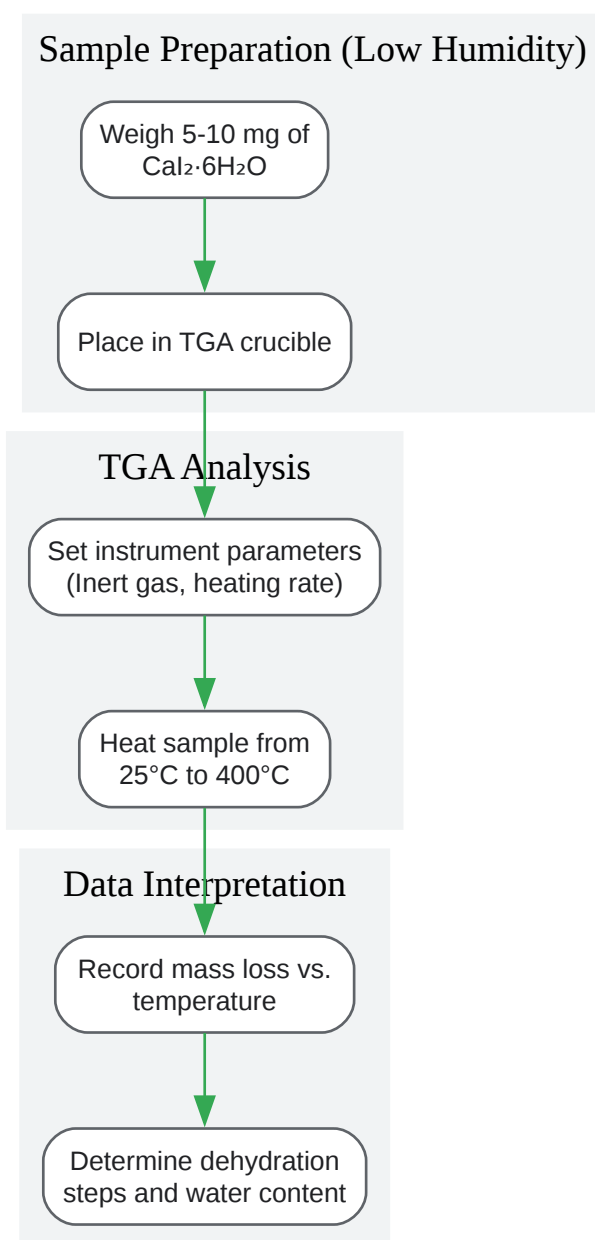 Sample Preparation (Low Humidity)
Weigh 5-10 mg of
CaI₂·6H₂O
Place in TGA crucible
TGA Analysis
Set instrument parameters
(Inert gas, heating rate)
Heat sample from
25°C to 400°C
Data Interpretation
Record mass loss vs.
temperature
Determine dehydration
steps and water content